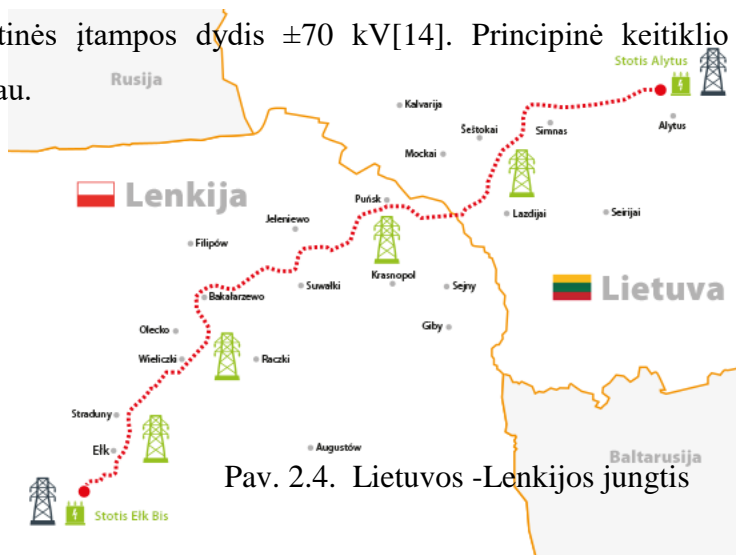 tinės įtampos dydis ±70 kV[14]. Principinė keitiklio
au.
Stotis Alytus
Rusija
Kalvarija
Alytus
Šeštokai
Simnas
Mockai
Lenkija
Puńsk
Lazdijai
Seirijai
Jeleniewo
Filipów
Krasnopol
Suwałki
Sejny
Lietuva
Bakałarzewo
Giby
Olecko
Wieliczki
Raczki
Straduny
Ełk
Augustów
Baltarusija
Pav. 2.4. Lietuvos -Lenkijos jungtis
Stotis Ełk Bis